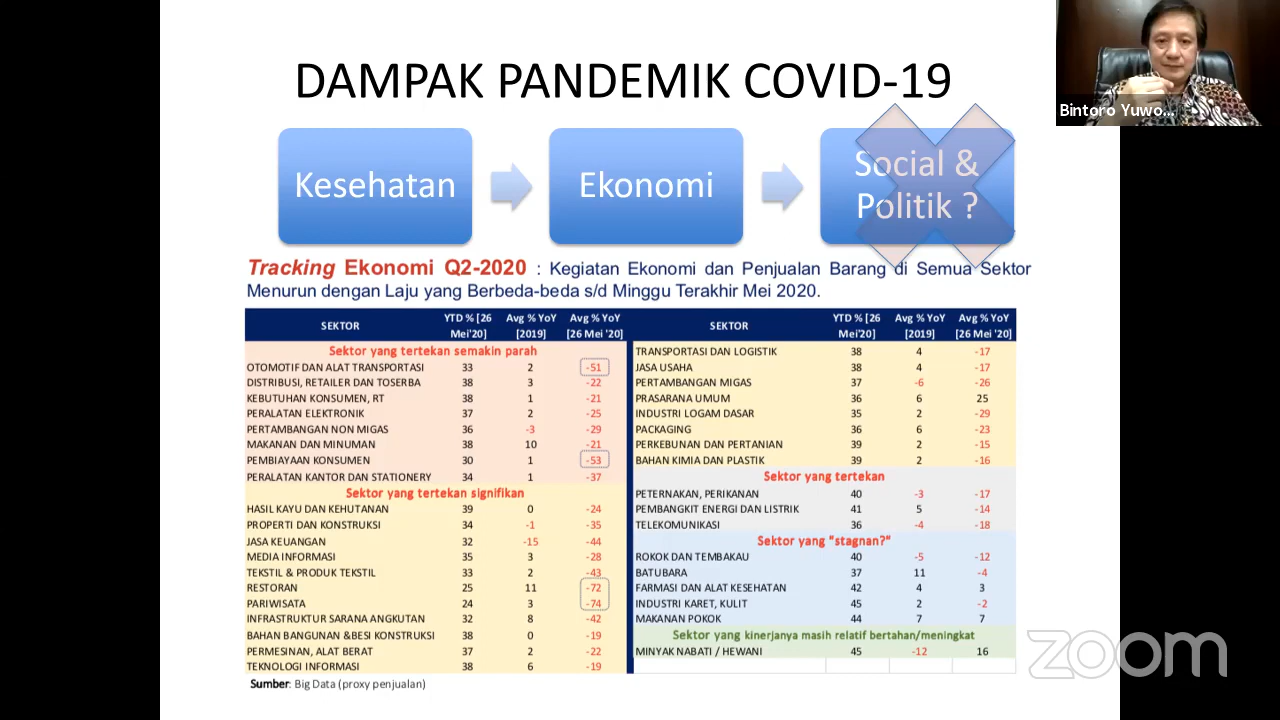 DAMPAK PANDEMIK COVID-19
Bintoro Yuwo...
Kesehatan
Ekonomi
Social &
Politik ?
Tracking Ekonomi Q2-2020 : Kegiatan Ekonomi dan Penjualan Barang di Semua Sektor
Menurun dengan Laju yang Berbeda-beda s/d Minggu Terakhir Mei 2020.
SEKTOR YTD % [26 Mei'20] Avg % YoY [2019] Avg % YoY [26 Mei '20]
Sektor yang tertekan semakin parah
OTOMOTIF DAN ALAT TRANSPORTASI 33 2 -51
DISTRIBUSI, RETAILER DAN TOSERBA 38 3 -22
KEBUTUHAN KONSUMEN, RT 38 1 -21
PERALATAN ELEKTRONIK 37 2 -25
PERTAMBANGAN NON MIGAS 36 -3 -29
MAKANAN DAN MINUMAN 38 10 -21
PEMBIAYAAN KONSUMEN 30 1 -53
PERALATAN KANTOR DAN STATIONERY 34 1 -37
Sektor yang tertekan signifikan
HASIL KAYU DAN KEHUTANAN 39 0 -24
PROPERTI DAN KONSTRUKSI 34 -1 -35
JASA KEUANGAN 32 -15 -44
MEDIA INFORMASI 35 3 -28
TEKSTIL & PRODUK TEKSTIL 33 2 -43
RESTORAN 25 11 -72
PARIWISATA 24 3 -74
INFRASTRUKTUR SARANA ANGKUTAN 32 8 -42
BAHAN BANGUNAN &BESI KONSTRUKSI 38 0 -19
PERMESINAN, ALAT BERAT 37 2 -22
TEKNOLOGI INFORMASI 38 6 -19
SEKTOR YTD % [26 Mei'20] Avg % YoY [2019] Avg % YoY [26 Mei '20]
TRANSPORTASI DAN LOGISTIK 38 4 -17
JASA USAHA 38 4 -17
PERTAMBANGAN MIGAS 37 -6 -26
PRASARANA UMUM 36 6 25
INDUSTRI LOGAM DASAR 35 2 -29
PACKAGING 36 6 -23
PERKEBUNAN DAN PERTANIAN 39 2 -15
BAHAN KIMIA DAN PLASTIK 39 2 -16
Sektor yang tertekan
PETERNAKAN, PERIKANAN 40 -3 -17
PEMBANGKIT ENERGI DAN LISTRIK 41 5 -14
TELEKOMUNIKASI 36 -4 -18
Sektor yang "stagnan?"
ROKOK DAN TEMBAKAU 40 -5 -12
BATUBARA 37 11 -4
FARMASI DAN ALAT KESEHATAN 42 4 3
INDUSTRI KARET, KULIT 45 2 -2
MAKANAN POKOK 44 7 7
Sektor yang kinerjanya masih relatif bertahan/meningkat
MINYAK NABATI / HEWANI 45 -12 16
Sumber: Big Data (proxy penjualan)
zoom